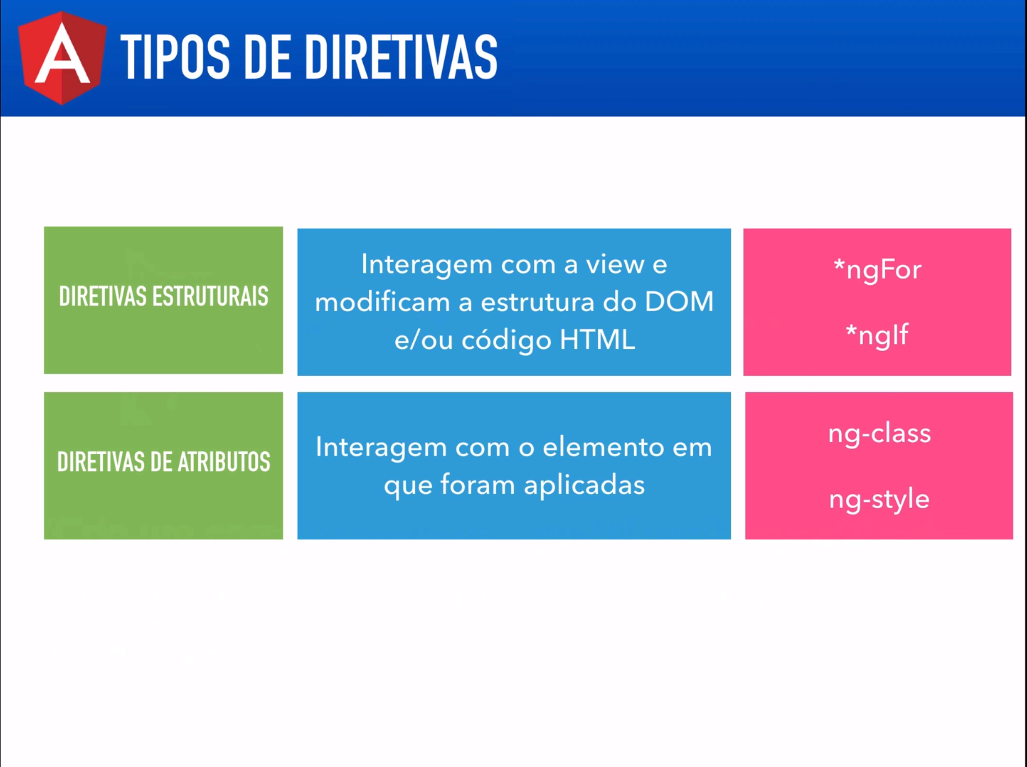 TIPOS DE DIRETIVAS
DIRETIVAS ESTRUTURAIS
Interagem com a view e
modificam a estrutura do DOM
e/ou código HTML
*ngFor
*ngIf
DIRETIVAS DE ATRIBUTOS
Interagem com o elemento em
que foram aplicadas
ng-class
ng-style